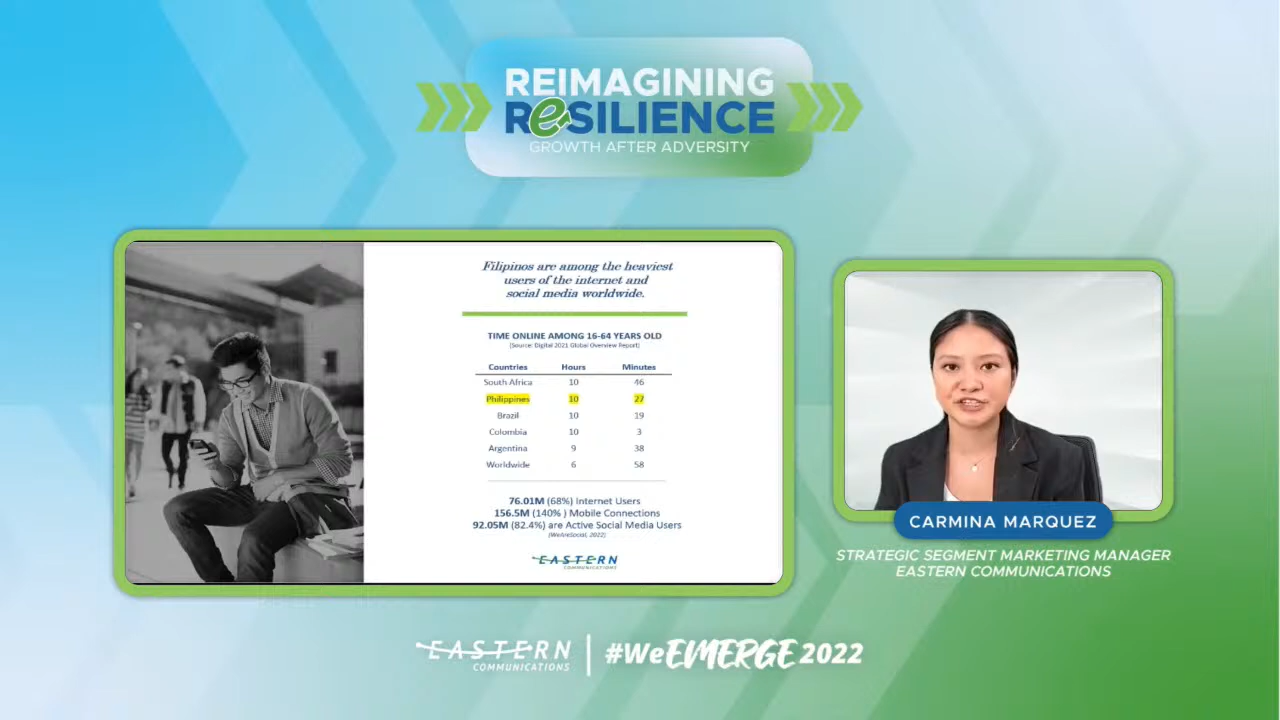 REIMAGINING
ReSILIENCE
GROWTH AFTER ADVERSITY
Filipinos are among the heaviest
users of the internet and
social media worldwide.
TIME ONLINE AMONG 16-64 YEARS OLD
(Source: Digital 2021 Global Overview Report)
Countries Hours Minutes
South Africa 10 46
Philippines 10 27
Brazil 10 19
Colombia 10 3
Argentina 9 38
Worldwide 6 58
76.01M (68%) Internet Users
156.5M (140% ) Mobile Connections
92.05M (82.4%) are Active Social Media Users
(WeAreSocial, 2022)
EASTERN
COMMUNICATIONS
CARMINA MARQUEZ
STRATEGIC SEGMENT MARKETING MANAGER
EASTERN COMMUNICATIONS
EASTERN
COMMUNICATIONS
#WeEMERGE2022